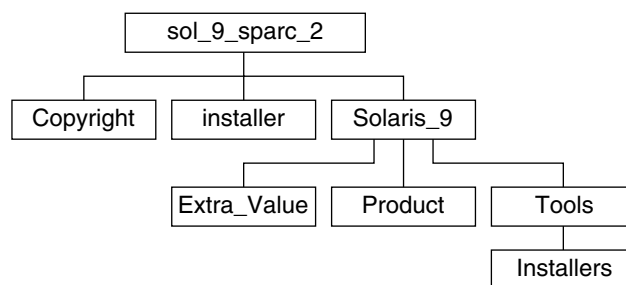 sol_9_sparc_2
Copyright
installer
Solaris_9
Extra_Value
Product
Tools
Installers